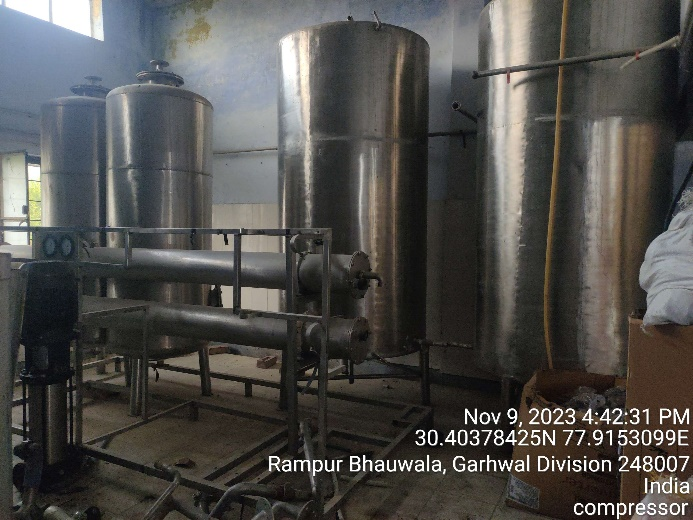 Nov 9, 2023 4:42:31 PM
30.40378425N 77.9153099E
Rampur Bhauwala, Garhwal Division 248007
India
compressor